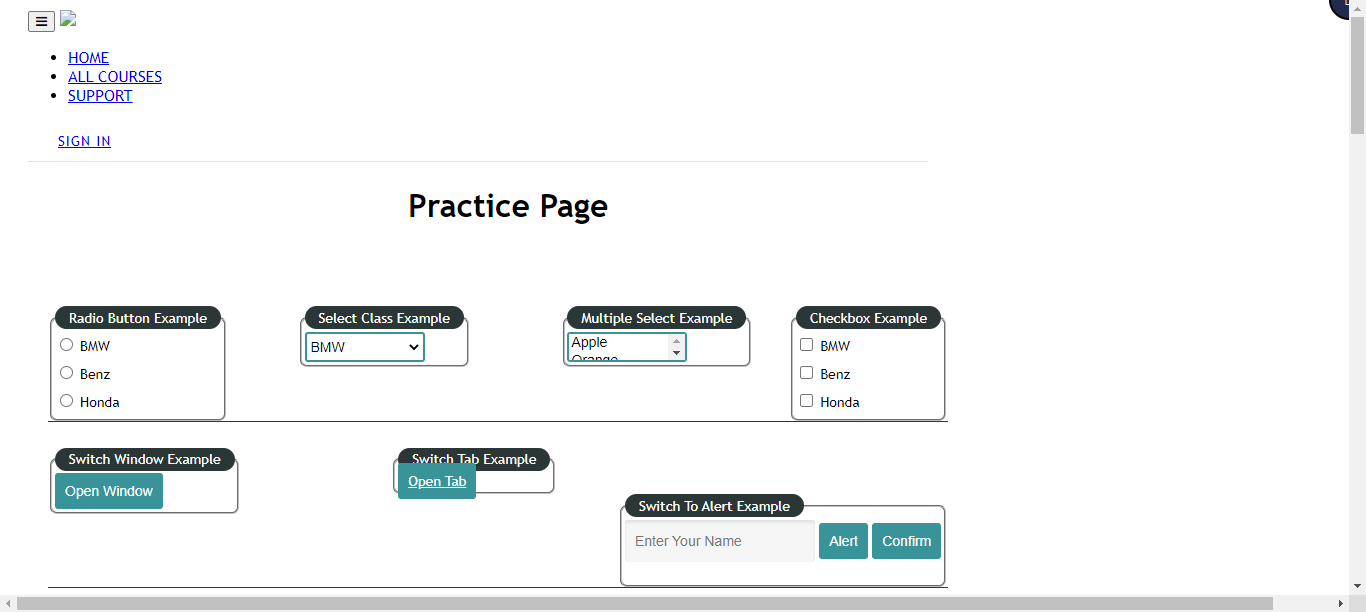 HOME
ALL COURSES
SUPPORT
SIGN IN
Practice Page
Radio Button Example
BMW
Benz
Honda
Select Class Example
BMW
Multiple Select Example
Apple
Orange
Checkbox Example
BMW
Benz
Honda
Switch Window Example
Open Window
Switch Tab Example
Open Tab
Switch To Alert Example
Enter Your Name
Alert
Confirm